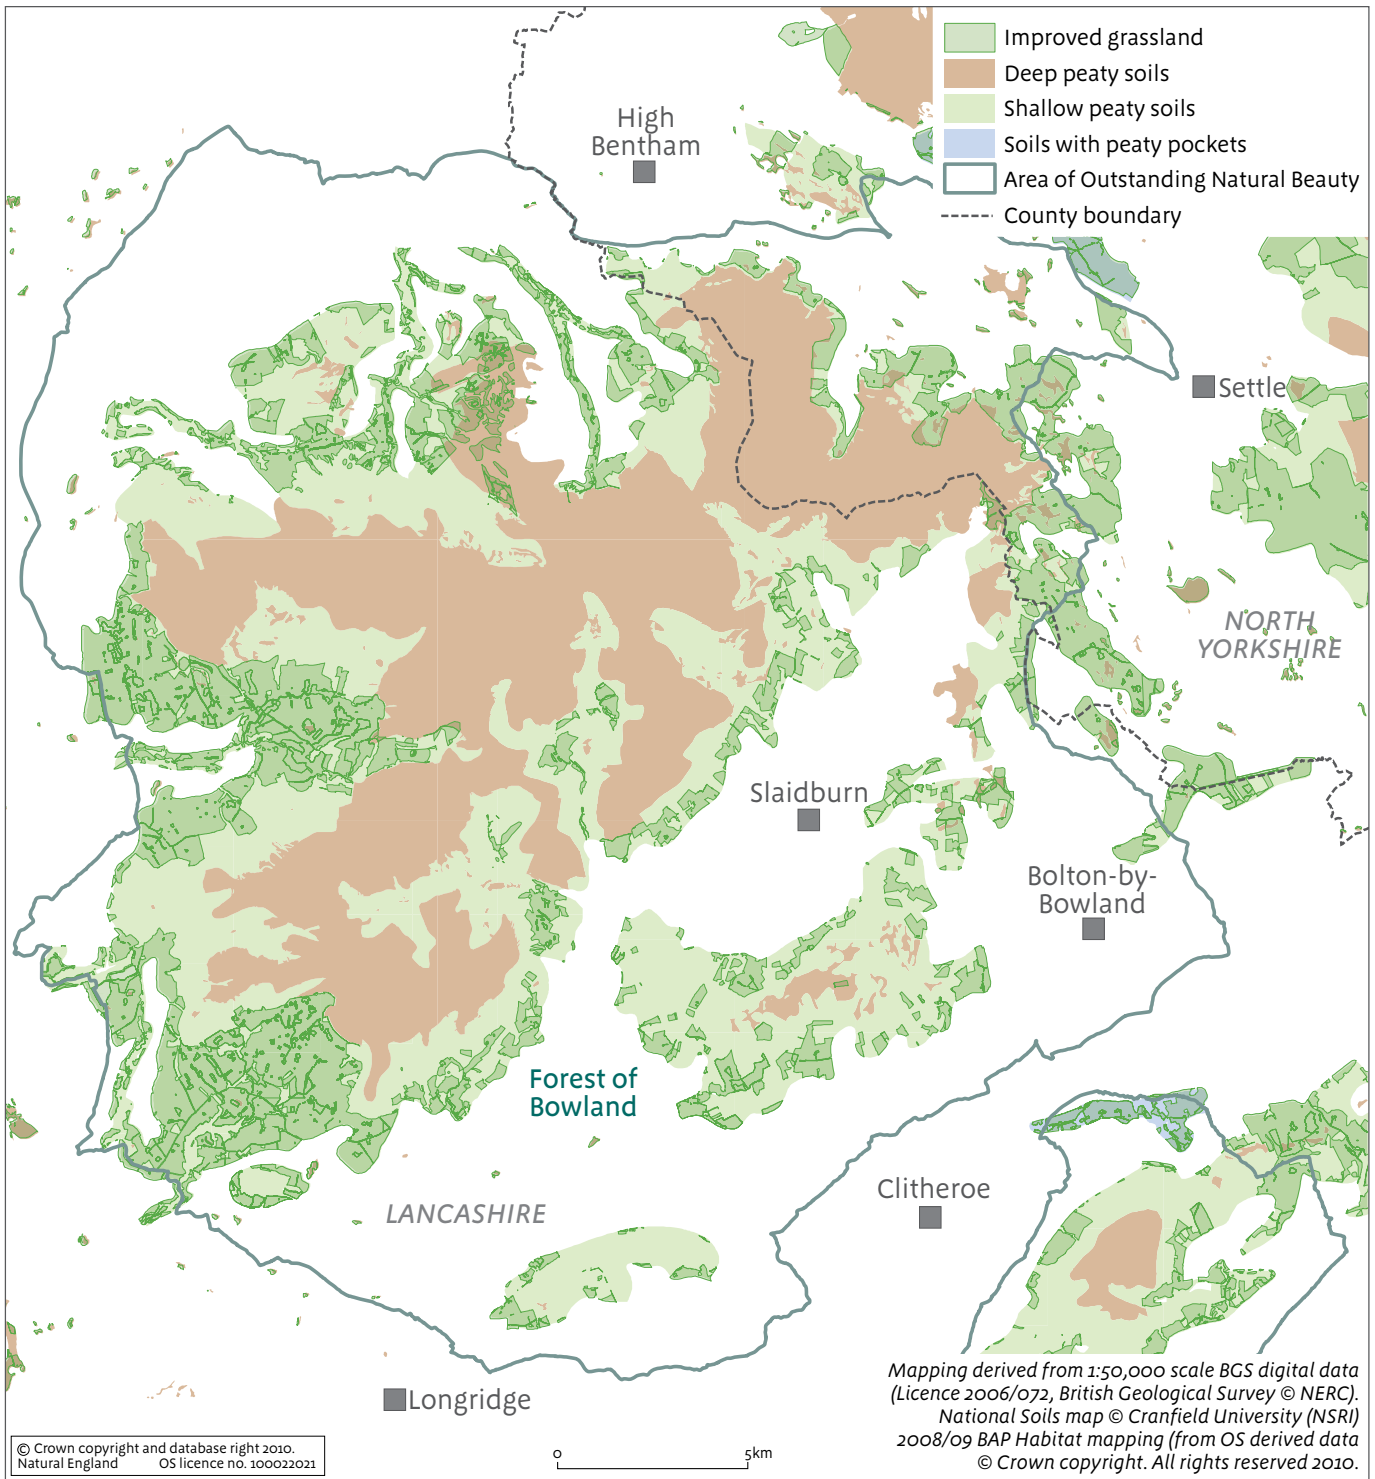 Improved grassland
Deep peaty soils
Shallow peaty soils
Soils with peaty pockets
Area of Outstanding Natural Beauty
County boundary
High
Bentham
Settle
NORTH
YORKSHIRE
Slaidburn
Bolton-by-
Bowland
Forest of
Bowland
Clitheroe
LANCASHIRE
Longridge
Mapping derived from 1:50,000 scale BGS digital data
(Licence 2006/072, British Geological Survey © NERC).
National Soils map © Cranfield University (NSRI)
2008/09 BAP Habitat mapping (from OS derived data
© Crown copyright. All rights reserved 2010.
© Crown copyright and database right 2010.
Natural England OS licence no. 100022021
0 5km